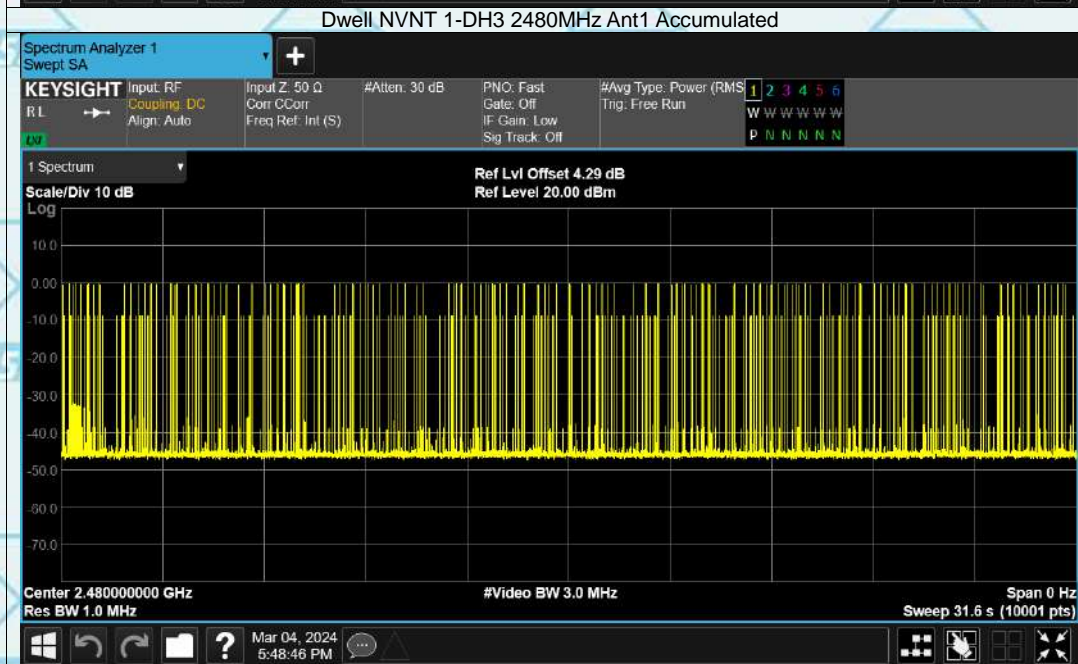 Dwell NVNT 1-DH3 2480MHz Ant1 Accumulated
Spectrum Analyzer 1
Swept SA
+
KEYSIGHT
R L
LXI
Input: RF
Coupling: DC
Align: Auto
Input Z: 50 Ω
Corr CCorr
Freq Ref: Int (S)
#Atten: 30 dB
PNO: Fast
Gate: Off
IF Gain: Low
Sig Track: Off
#Avg Type: Power (RMS
Trig: Free Run
1 2 3 4 5 6
W W W W W W
P N N N N N
1 Spectrum
Scale/Div 10 dB
Ref Lvl Offset 4.29 dB
Ref Level 20.00 dBm
Log
10.0
0.00
-10.0
-20.0
-30.0
-40.0
-50.0
-60.0
-70.0
Center 2.480000000 GHz
#Video BW 3.0 MHz
Span 0 Hz
Res BW 1.0 MHz
Sweep 31.6 s (10001 pts)
?
Mar 04, 2024
5:48:46 PM